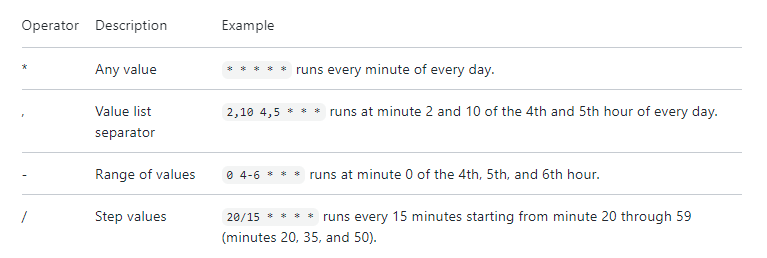 Operator Description Example
* Any value * * * * * runs every minute of every day.
, Value list separator 2,10 4,5 * * * runs at minute 2 and 10 of the 4th and 5th hour of every day.
- Range of values 0 4-6 * * * runs at minute 0 of the 4th, 5th, and 6th hour.
/ Step values 20/15 * * * * runs every 15 minutes starting from minute 20 through 59
(minutes 20, 35, and 50).